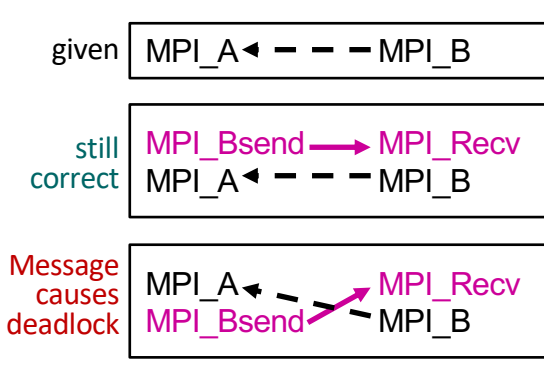 given MPI_A MPI_B
still correct
MPI_Bsend MPI_Recv
MPI_A MPI_B
Message causes deadlock
MPI_A MPI_Recv
MPI_Bsend MPI_B